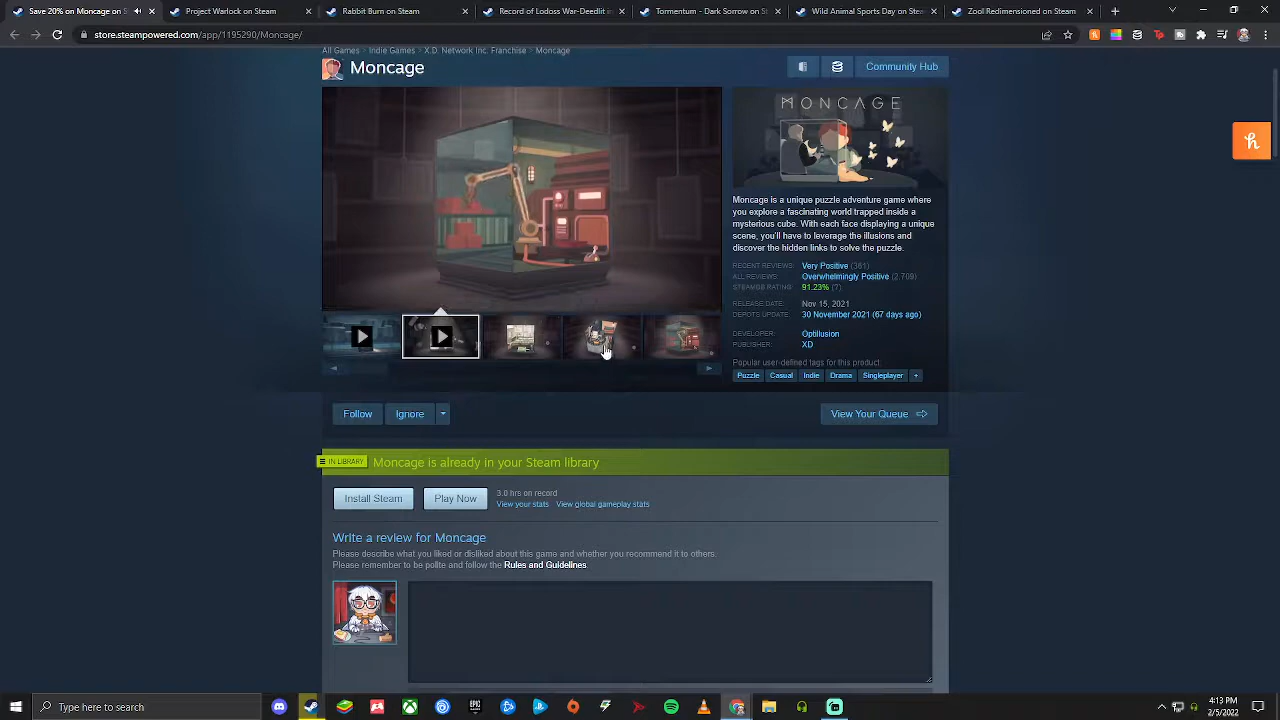 Save 20% on Moncage on S
Project Warlock on Steam
Rabbit Burn on Steam
Record of Lodoss War-Deedlit in
Tormentum - Dark Sorrow on St
Wild Animal Sports Day on Stea
Zool Redimensioned on Steam
store.steampowered.com/app/1195290/Moncage/
All Games > Indie Games > X.D. Network Inc. Franchise > Moncage
Moncage
Community Hub
MONCAGE
Moncage is a unique puzzle adventure game where
you explore a fascinating world trapped inside a
mysterious cube. With each face displaying a unique
scene, you'll have to leverage the illusions and
discover the hidden links to solve the puzzle.
RECENT REVIEWS: Very Positive (361)
ALL REVIEWS: Overwhelmingly Positive (2,709)
STEAMDB RATING: 91.23% (?)
RELEASE DATE: Nov 15, 2021
DEPOTS UPDATE: 30 November 2021 (67 days ago)
DEVELOPER: Optillusion
PUBLISHER: XD
Popular user-defined tags for this product:
Puzzle Casual Indie Drama Singleplayer +
Follow Ignore View Your Queue
IN LIBRARY Moncage is already in your Steam library
Install Steam Play Now 3.0 hrs on record
View your stats View global gameplay stats
Write a review for Moncage
Please describe what you liked or disliked about this game and whether you recommend it to others.
Please remember to be polite and follow the Rules and Guidelines.
Type here to search
EPIC
4:13 PM
2/5/2022